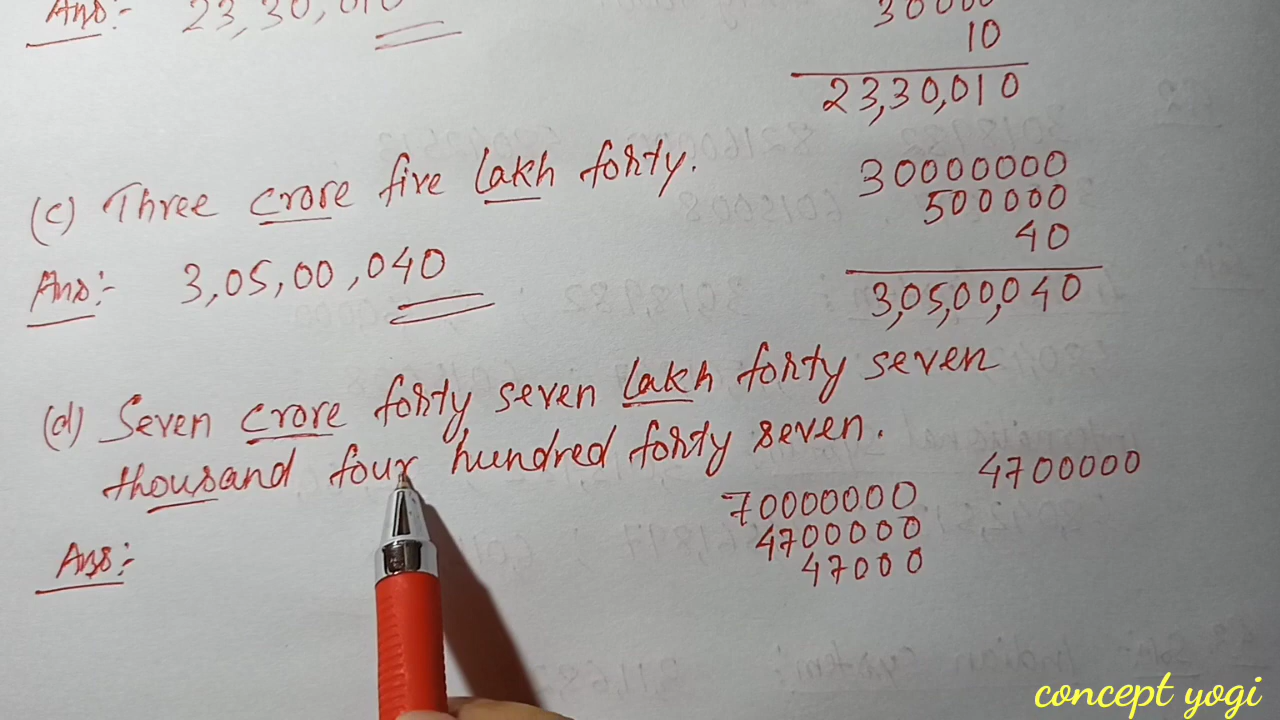 Ans:- 23,30,010
30000
10
23,30,010
(c) Three crore five lakh forty.
30000000
500000
40
Ans:- 3,05,00,040
3,05,00,040
(d) Seven crore forty seven lakh forty seven
thousand four hundred forty seven.
4700000
70000000
4700000
47000
Ans:-
concept yogi